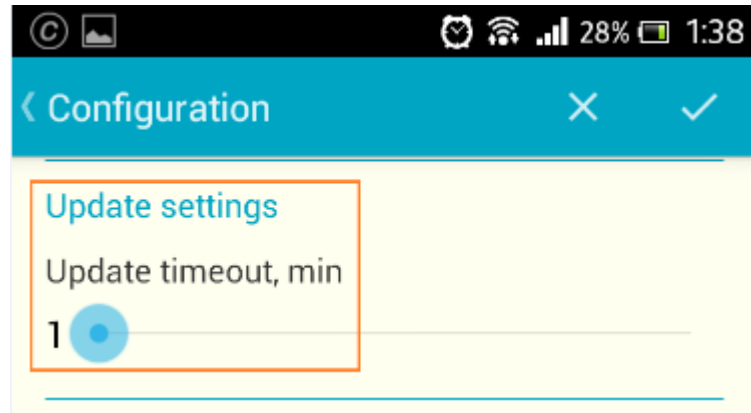 © 28% 1:38
Configuration
Update settings
Update timeout, min
1